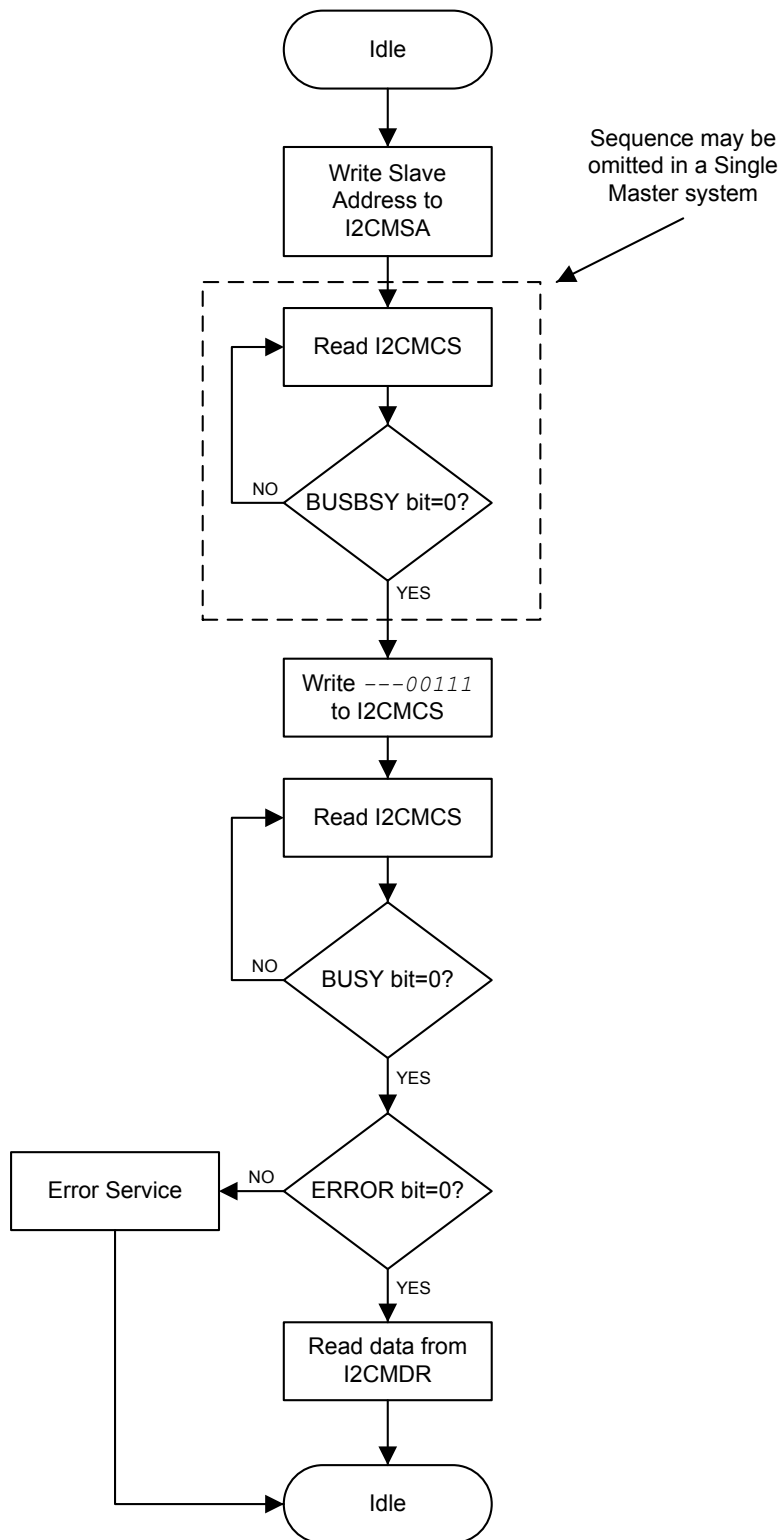 Idle
Sequence may be
omitted in a Single
Master system
Write Slave
Address to
I2CMSA
Read I2CMCS
NO
BUSBSY bit=0?
YES
Write ---00111
to I2CMCS
Read I2CMCS
NO
BUSY bit=0?
YES
Error Service
NO
ERROR bit=0?
YES
Read data from
I2CMDR
Idle